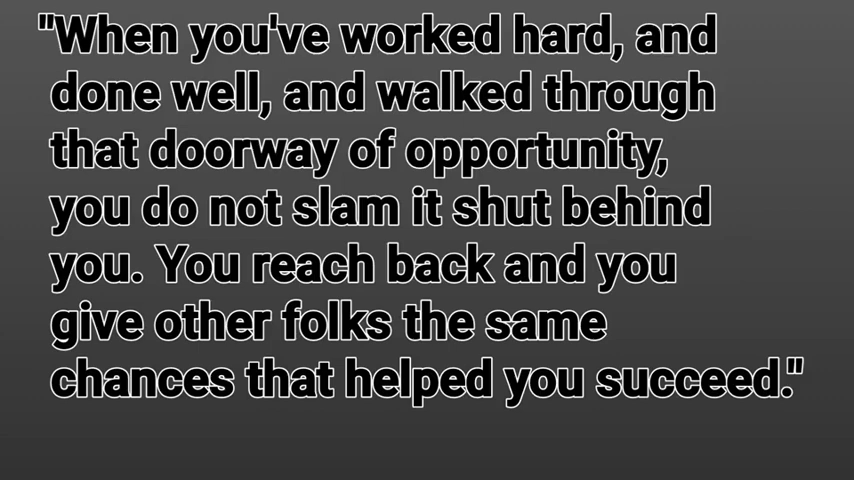 "When you've worked hard, and
done well, and walked through
that doorway of opportunity,
you do not slam it shut behind
you. You reach back and you
give other folks the same
chances that helped you succeed."